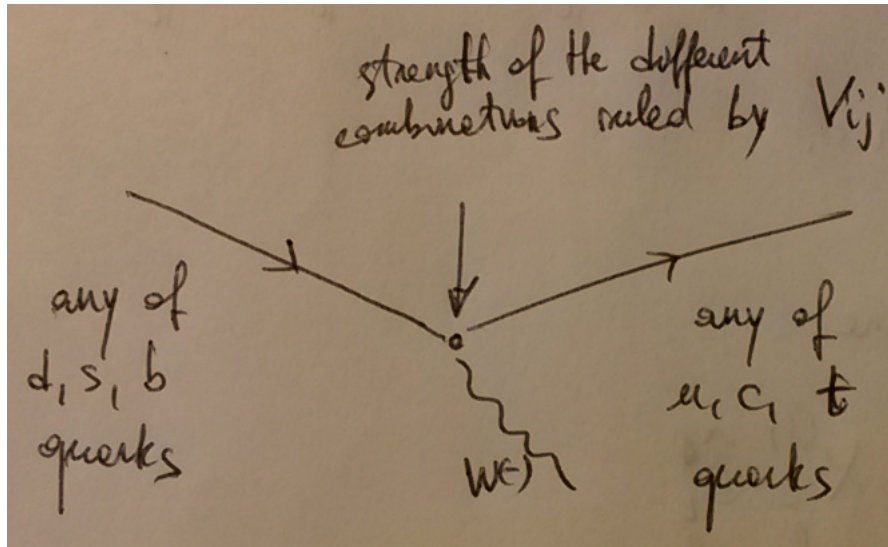 strength of the different
combinations ruled by Vij
any of
d, s, b
quarks
W(-)
any of
u, c, t
quarks